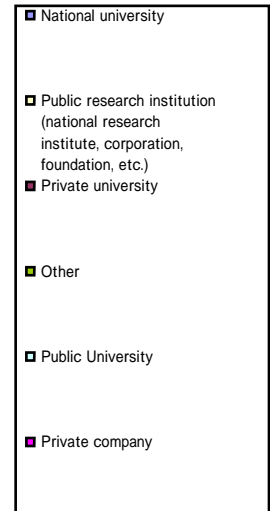 National university
Public research institution
(national research
institute, corporation,
foundation, etc.)
Private university
Other
Public University
Private company